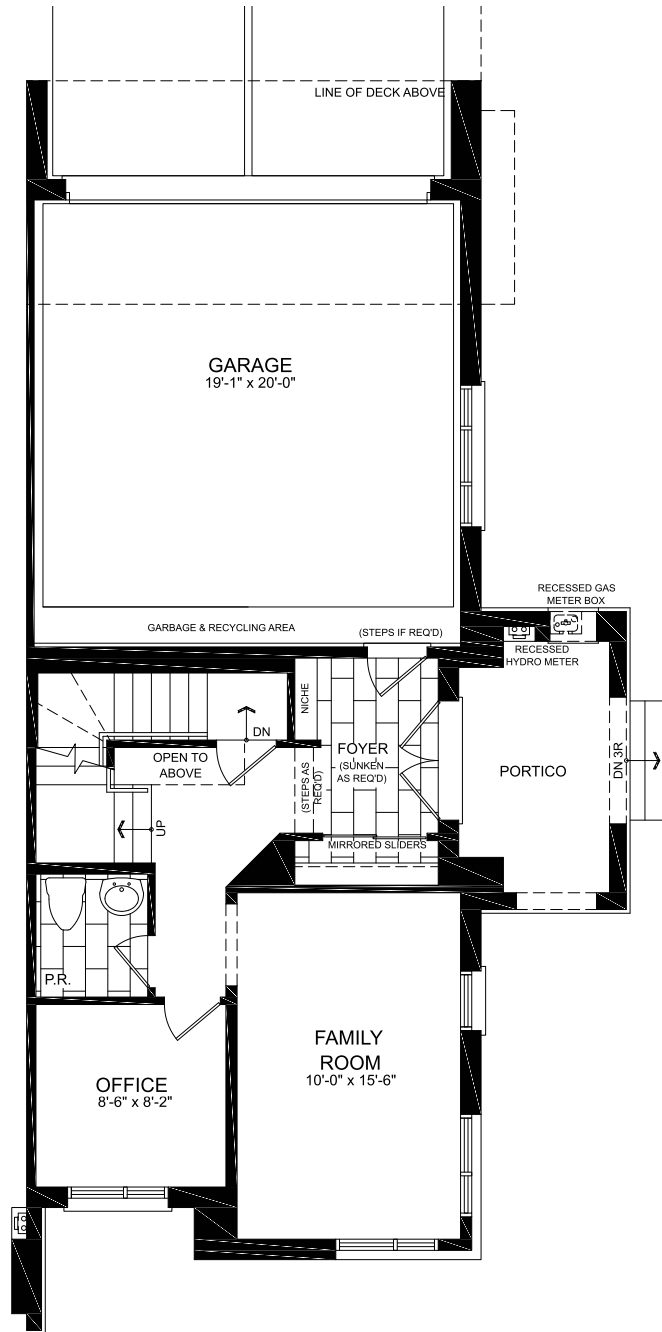 LINE OF DECK ABOVE
GARAGE
19'-1" x 20'-0"
RECESSED GAS
METER BOX
GARBAGE & RECYCLING AREA
(STEPS IF REQ'D)
RECESSED
HYDRO METER
NICHE
DN
FOYER
(SUNKEN
AS REQ'D)
OPEN TO
ABOVE
(STEPS AS
REQ'D)
PORTICO
DN 3R
UP
MIRRORED SLIDERS
P.R.
FAMILY
ROOM
10'-0" x 15'-6"
OFFICE
8'-6" x 8'-2"